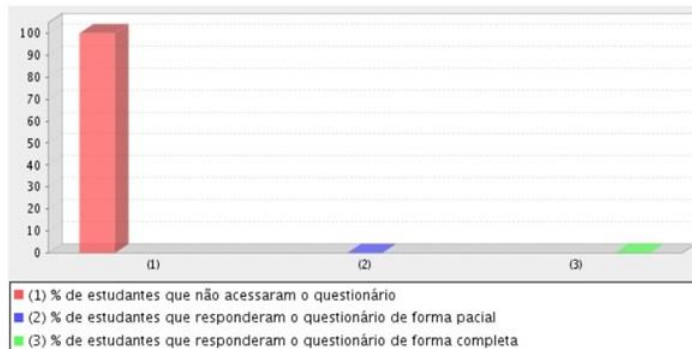 100
90
80
70
60
50
40
30
20
10
0
(1) (2) (3)
(1) % de estudantes que não acessaram o questionário
(2) % de estudantes que responderam o questionário de forma pacial
(3) % de estudantes que responderam o questionário de forma completa